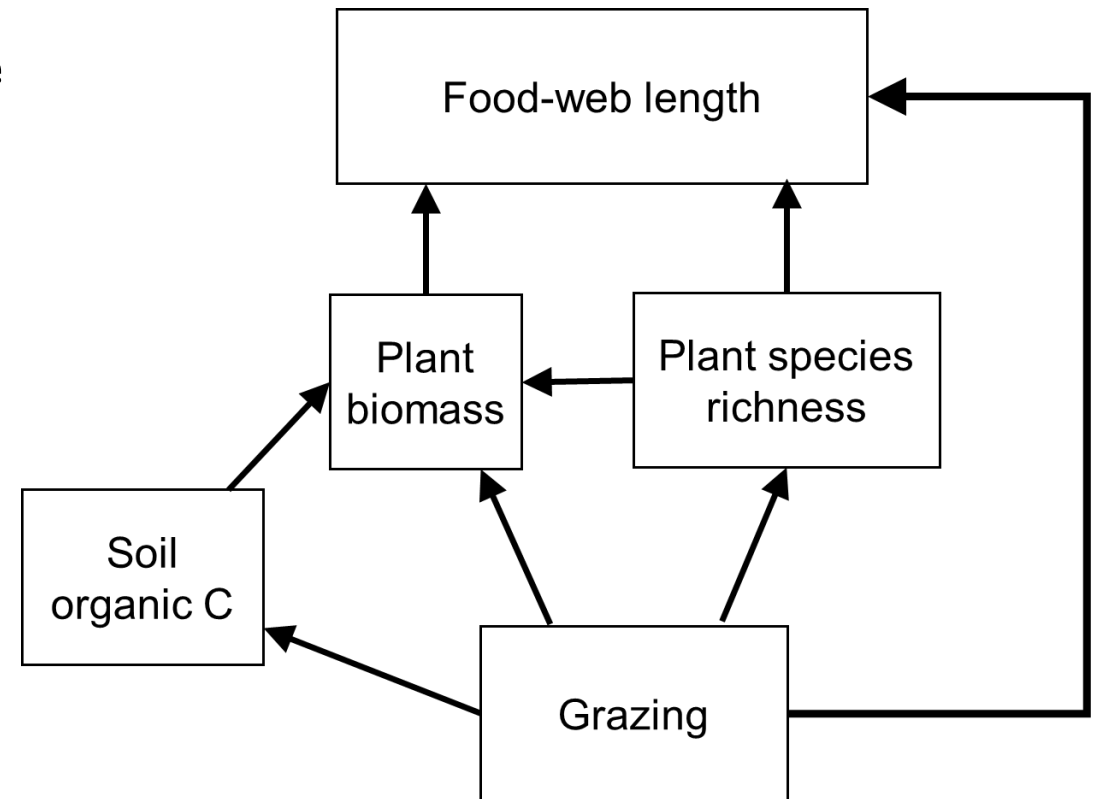 Food-web length
Plant
biomass
Plant species
richness
Soil
organic C
Grazing